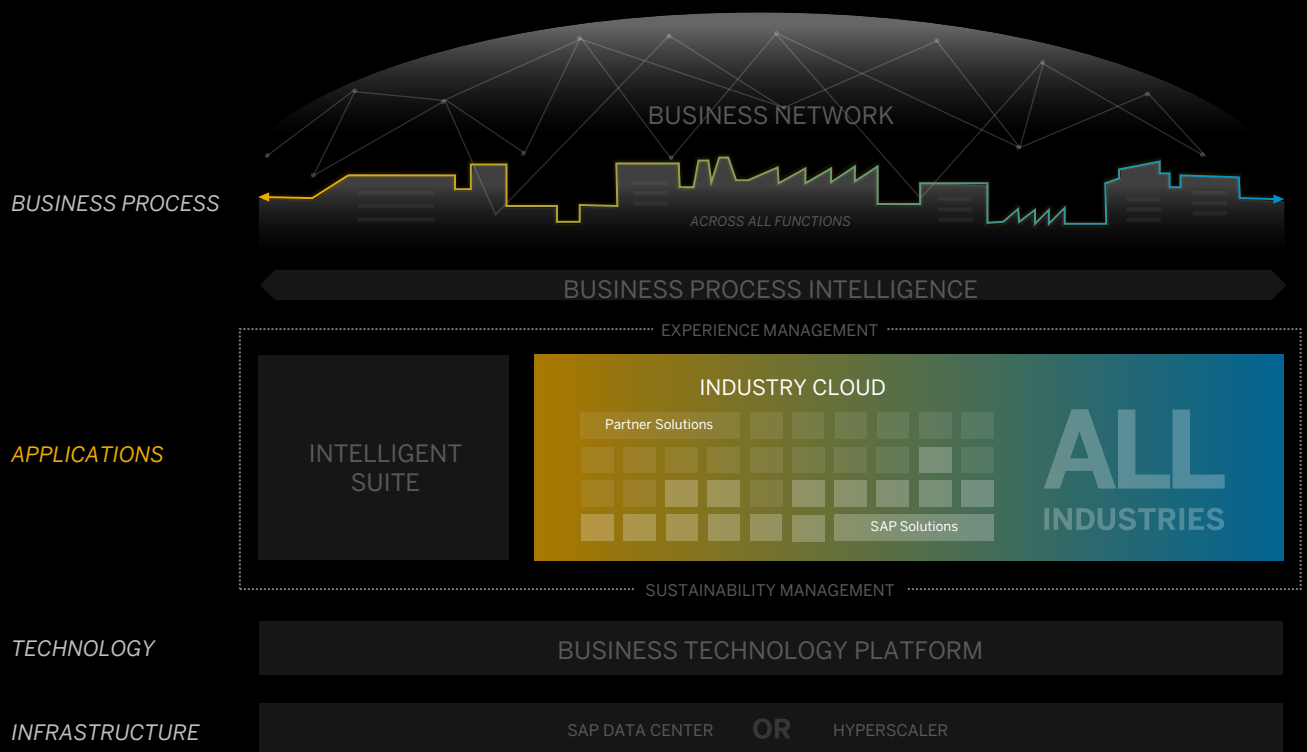 BUSINESS NETWORK
BUSINESS PROCESS
ACROSS ALL FUNCTIONS
BUSINESS PROCESS INTELLIGENCE
EXPERIENCE MANAGEMENT
APPLICATIONS
INTELLIGENT
SUITE
INDUSTRY CLOUD
Partner Solutions
SAP Solutions
ALL
INDUSTRIES
SUSTAINABILITY MANAGEMENT
TECHNOLOGY
BUSINESS TECHNOLOGY PLATFORM
INFRASTRUCTURE
SAP DATA CENTER OR HYPERSCALER